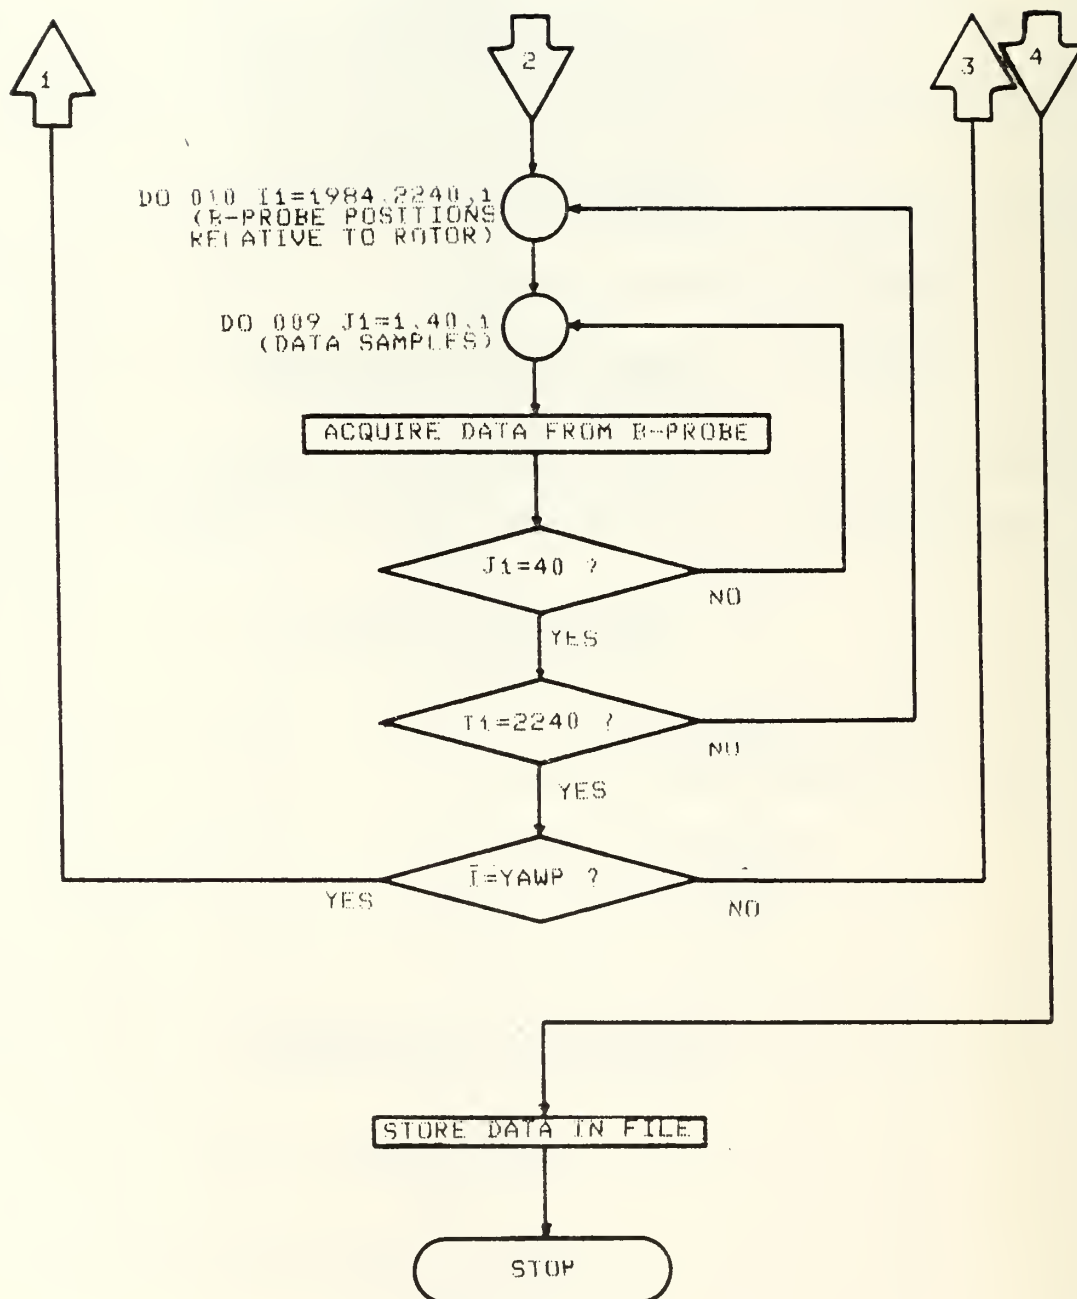 1
2
3
4
DO 010 I1=1984,2240,1
(B-PROBE POSITIONS
RELATIVE TO ROTOR)
DO 009 J1=1,40,1
(DATA SAMPLES)
ACQUIRE DATA FROM B-PROBE
J1=40 ?
NO
YES
I1=2240 ?
NO
YES
I=YAWP ?
YES
NO
STORE DATA IN FILE
STOP